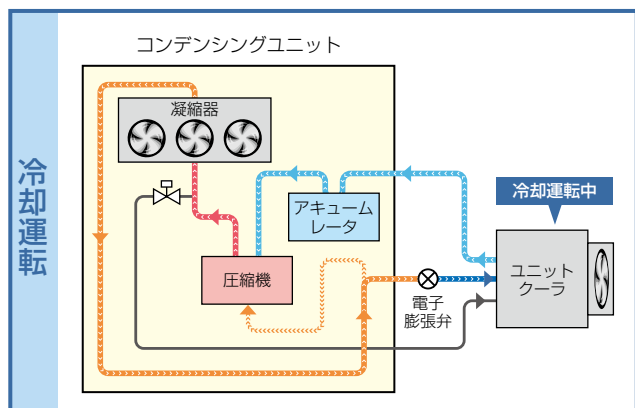 冷却運転
コンデンシングユニット
凝縮器
アキューム
レータ
圧縮機
冷却運転中
ユニット
クーラ
電子
膨張弁